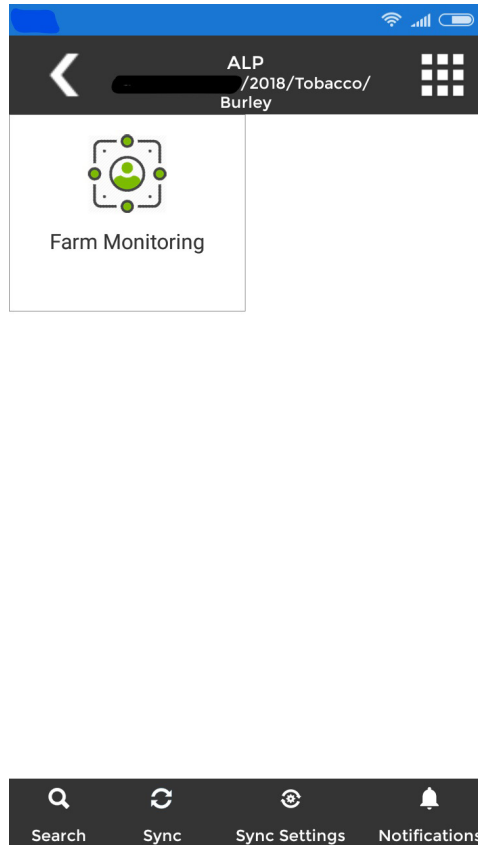 ALP
/2018/Tobacco/
Burley
Farm Monitoring
Search Sync Sync Settings Notifications